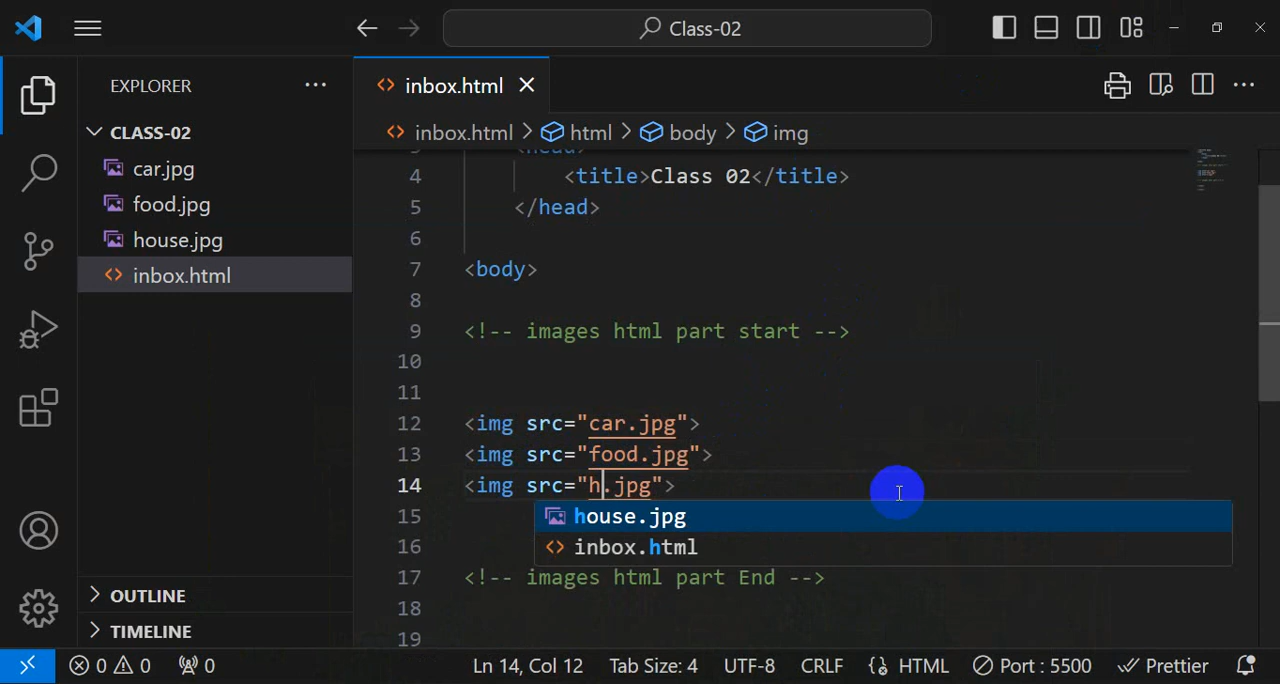 Class-02
EXPLORER
CLASS-02
car.jpg
food.jpg
house.jpg
inbox.html
OUTLINE
TIMELINE
inbox.html
inbox.html > html > body > img
3 <head>
4 <title>Class 02</title>
5 </head>
6
7 <body>
8
9 <!-- images html part start -->
10
11
12 <img src="car.jpg">
13 <img src="food.jpg">
14 <img src="h.jpg">
15 house.jpg
16 inbox.html
17 <!-- images html part End -->
18
19
0 0 0 Ln 14, Col 12 Tab Size: 4 UTF-8 CRLF HTML Port : 5500 Prettier